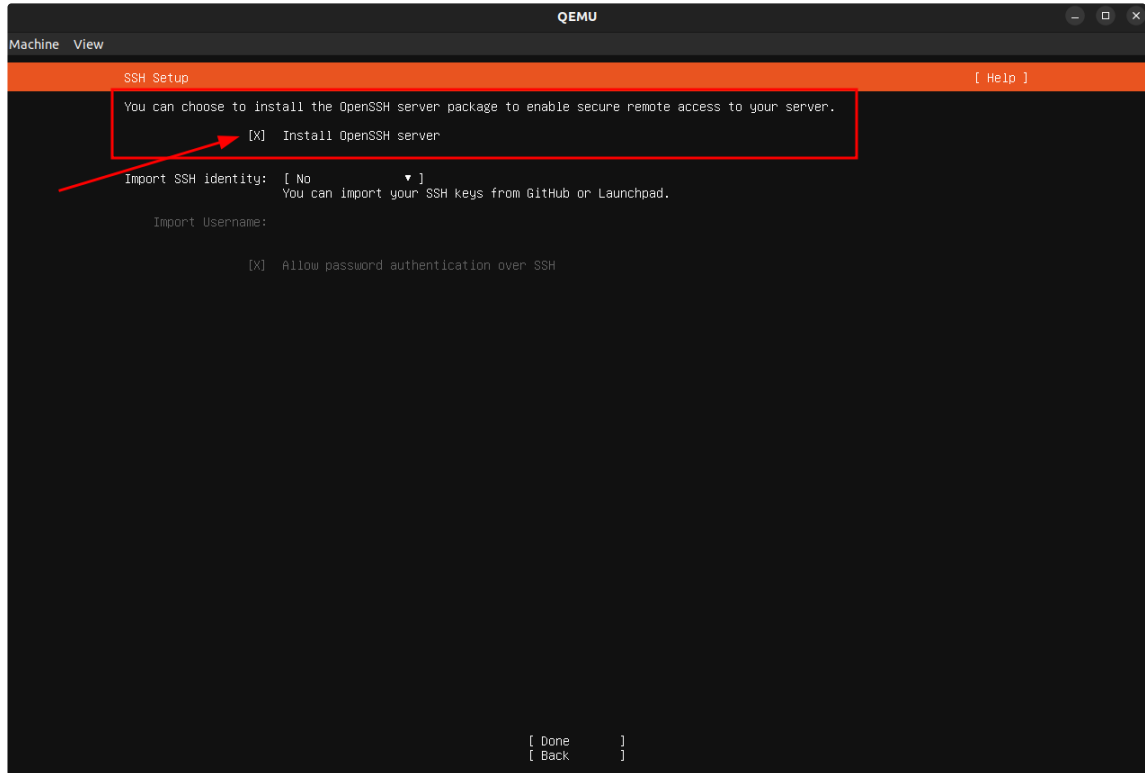 QEMU
Machine View
SSH Setup [ Help ]
You can choose to install the OpenSSH server package to enable secure remote access to your server.
[X] Install OpenSSH server
Import SSH identity: [ No ▼ ]
You can import your SSH keys from GitHub or Launchpad.
Import Username:
[X] Allow password authentication over SSH
[ Done ]
[ Back ]